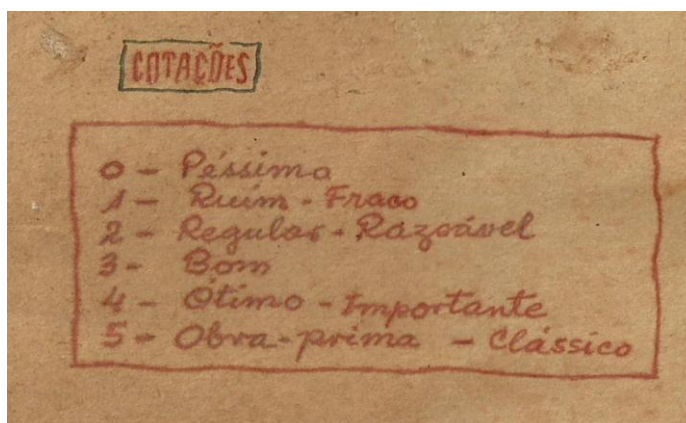 COTAÇÕES
0 - Péssimo
1 - Ruim - Fraco
2 - Regular - Razoável
3 - Bom
4 - Ótimo - Importante
5 - Obra-prima - Clássico